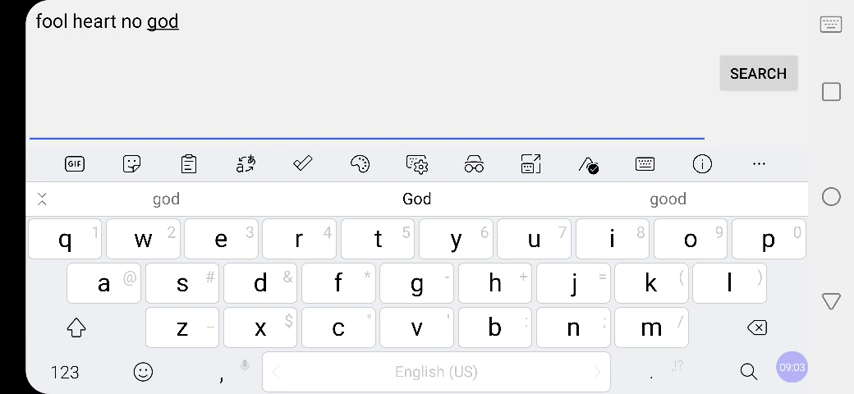 fool heart no god
SEARCH
GIF
god God good
q 1 w 2 e 3 r 4 t 5 y 6 u 7 i 8 o 9 p 0
a @ s # d & f * g - h + j = k ( l )
z _ x $ c " v ' b : n ; m /
123 , English (US) . .!? 09:03